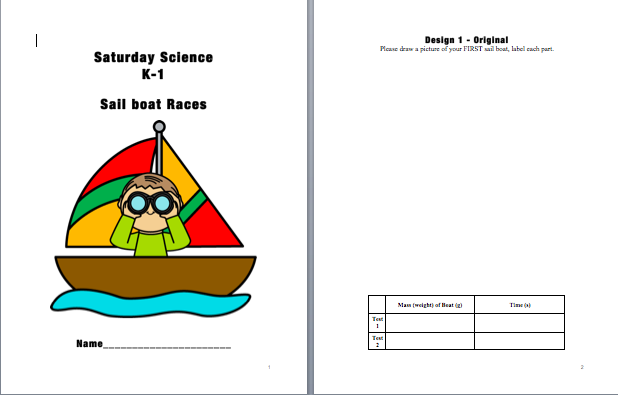 Saturday Science
K-1
Sail boat Races
Name______________________
1
Design 1 - Original
Please draw a picture of your FIRST sail boat, label each part.
Mass (weight) of Boat (g) Time (s)
Test
1
Test
2
2